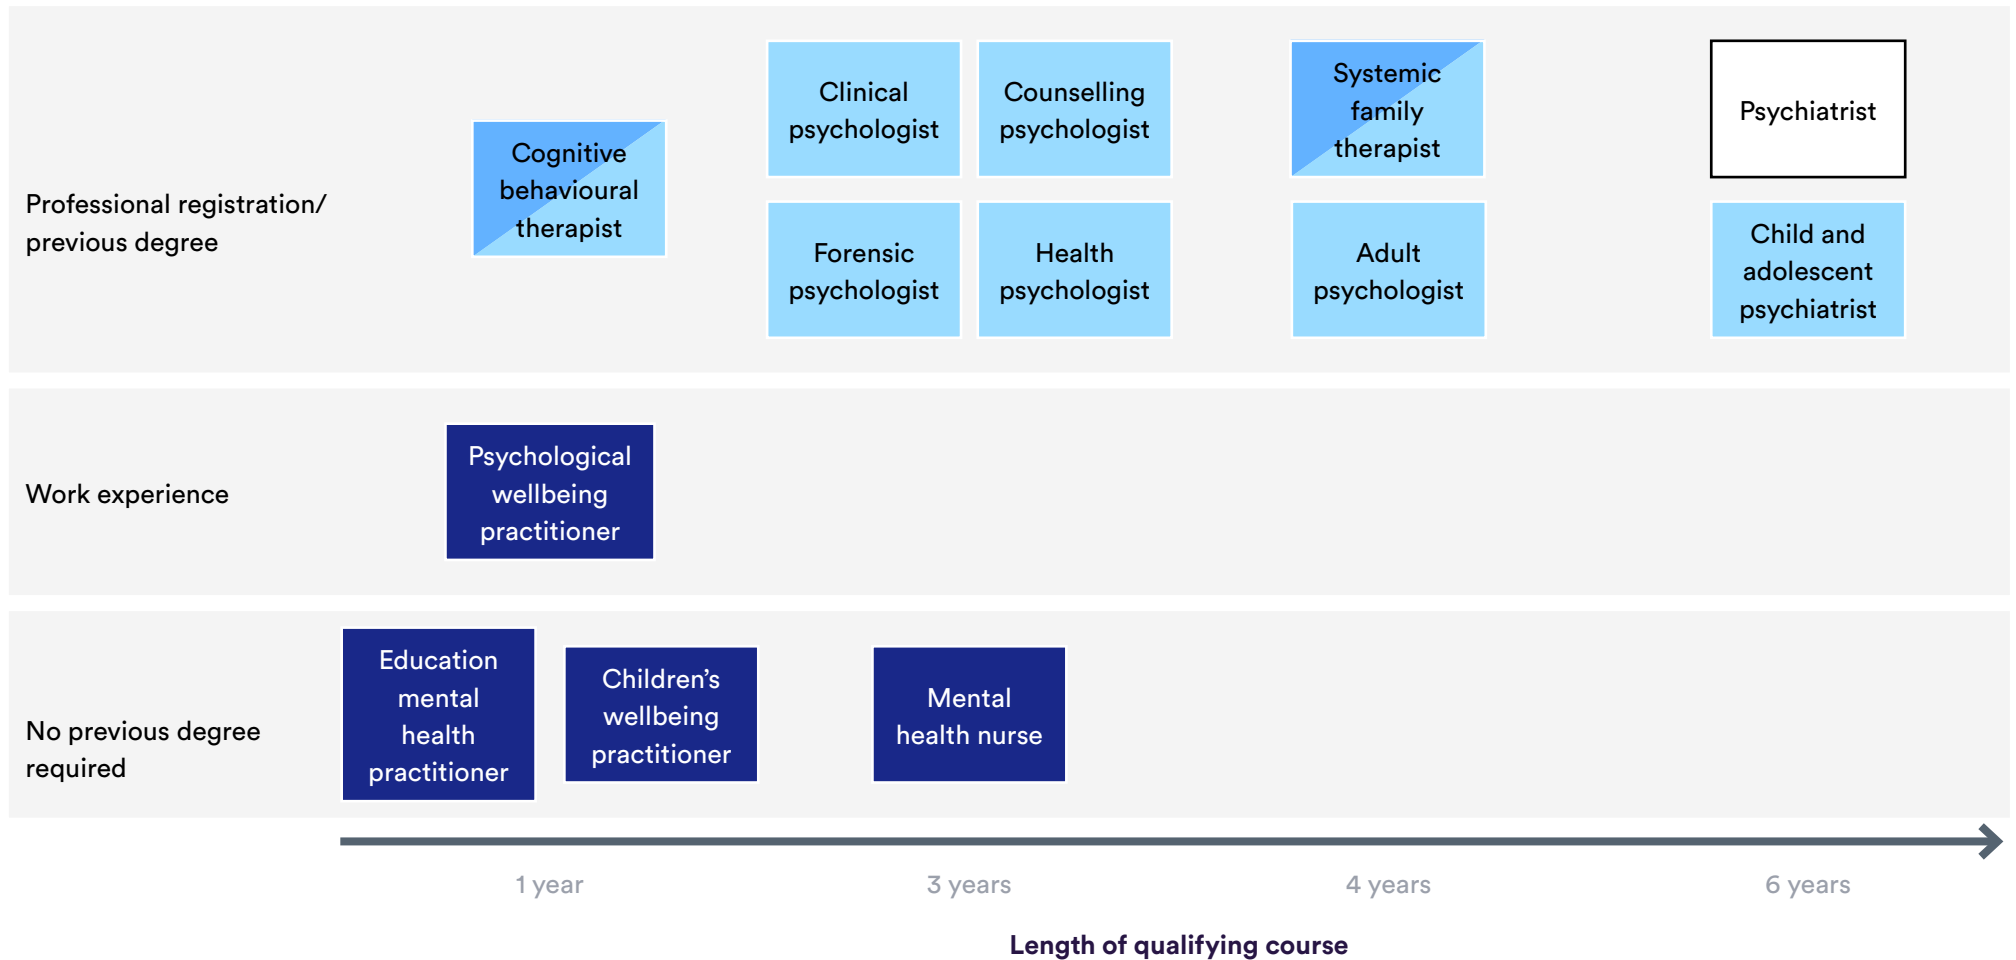 Professional registration/
previous degree
Cognitive
behavioural
therapist
Clinical
psychologist
Counselling
psychologist
Systemic
family
therapist
Psychiatrist
Forensic
psychologist
Health
psychologist
Adult
psychologist
Child and
adolescent
psychiatrist
Work experience
Psychological
wellbeing
practitioner
No previous degree
required
Education
mental
health
practitioner
Children’s
wellbeing
practitioner
Mental
health nurse
1 year
3 years
4 years
6 years
Length of qualifying course